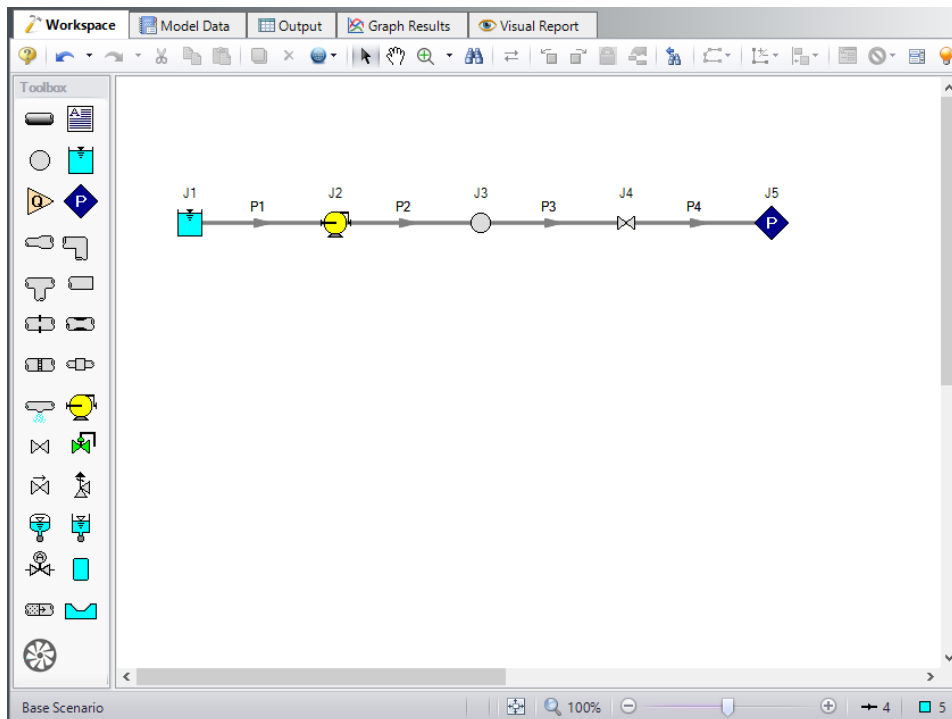 Workspace
Model Data
Output
Graph Results
Visual Report
Toolbox
A
Q
P
J1
P1
J2
P2
J3
P3
J4
P4
J5
P
A
Base Scenario
100%
4
5